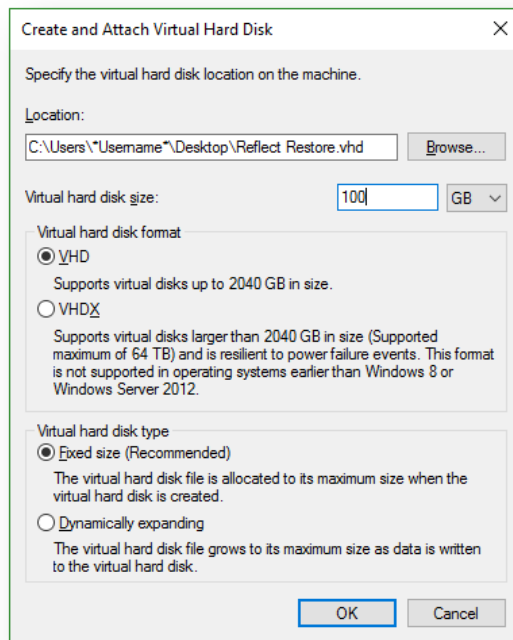 Create and Attach Virtual Hard Disk
Specify the virtual hard disk location on the machine.
Location:
C:\Users\*Username*\Desktop\Reflect Restore.vhd Browse...
Virtual hard disk size: 100 GB
Virtual hard disk format
VHD
Supports virtual disks up to 2040 GB in size.
VHDX
Supports virtual disks larger than 2040 GB in size (Supported
maximum of 64 TB) and is resilient to power failure events. This format
is not supported in operating systems earlier than Windows 8 or
Windows Server 2012.
Virtual hard disk type
Fixed size (Recommended)
The virtual hard disk file is allocated to its maximum size when the
virtual hard disk is created.
Dynamically expanding
The virtual hard disk file grows to its maximum size as data is written
to the virtual hard disk.
OK Cancel